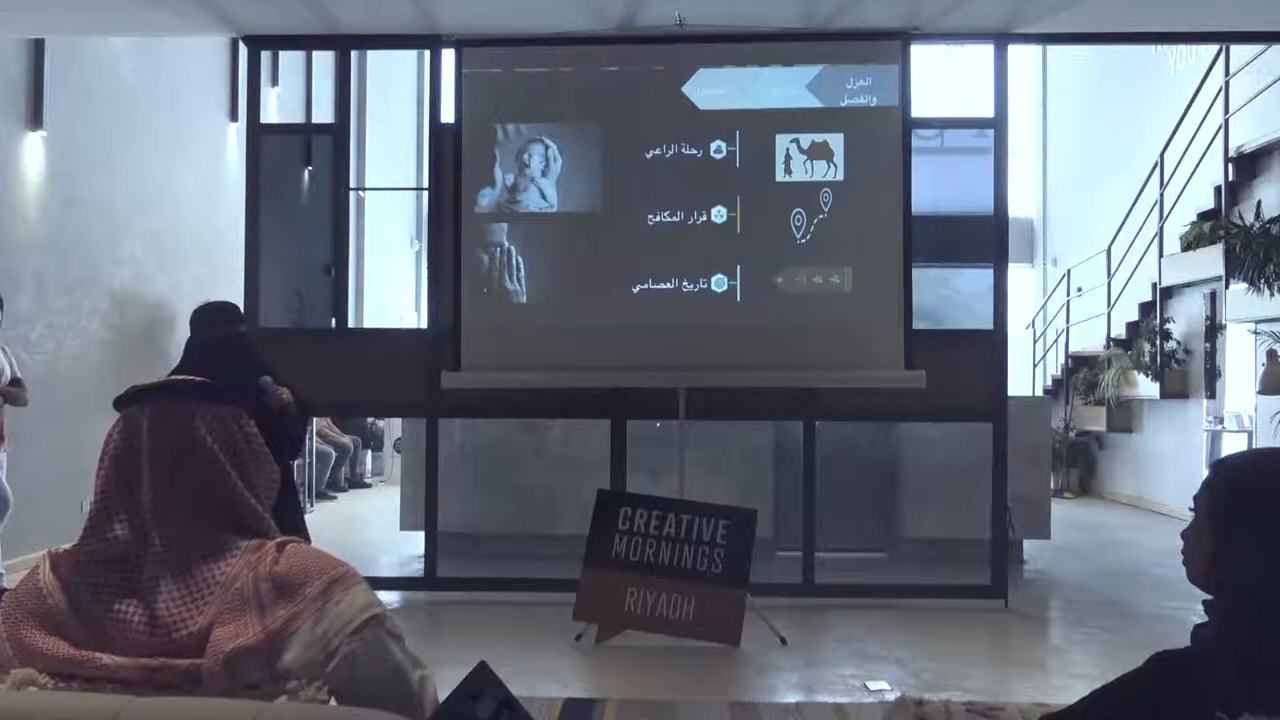 العزل
والفصل
رحلة الراعي
قرار المكافح
تاريخ العصامي
CREATIVE
MORNINGS
RIYADH